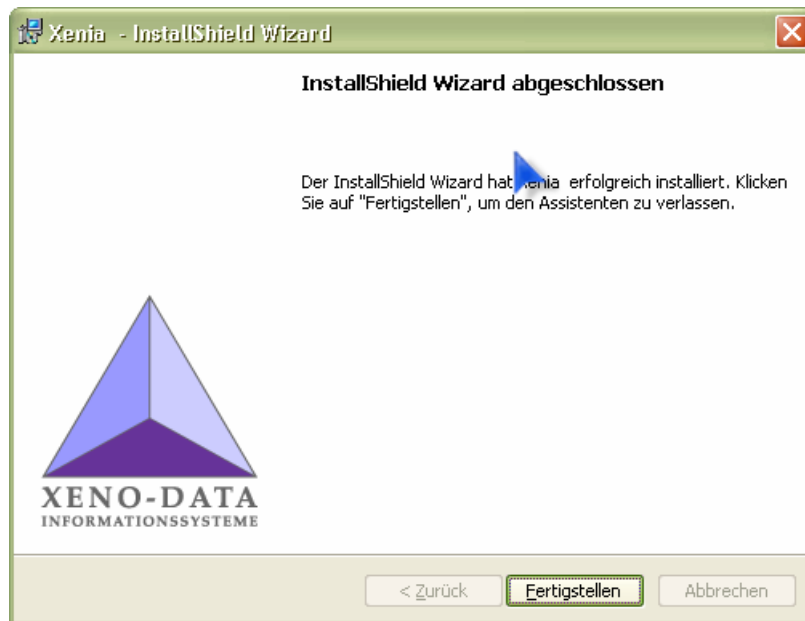 Xenia - InstallShield Wizard
InstallShield Wizard abgeschlossen
Der InstallShield Wizard hat Xenia erfolgreich installiert. Klicken
Sie auf "Fertigstellen", um den Assistenten zu verlassen.
XENO-DATA
INFORMATIONSSYSTEME
< Zurück Fertigstellen Abbrechen